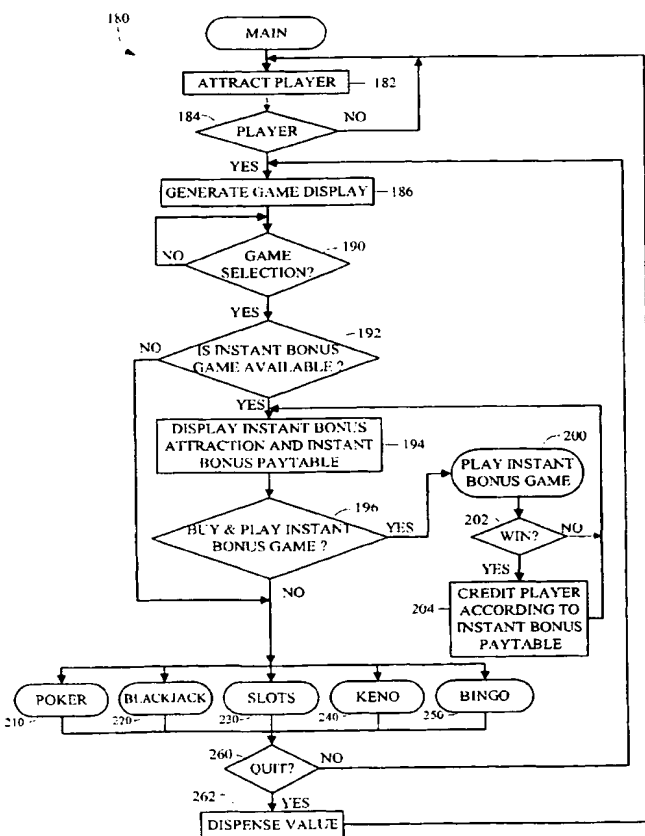 180
MAIN
ATTRACT PLAYER
182
184
PLAYER
NO
YES
GENERATE GAME DISPLAY
186
NO
GAME
SELECTION?
190
YES
192
NO
IS INSTANT BONUS
GAME AVAILABLE ?
YES
DISPLAY INSTANT BONUS
ATTRACTION AND INSTANT
BONUS PAYTABLE
194
200
PLAY INSTANT
BONUS GAME
196
BUY & PLAY INSTANT
BONUS GAME ?
YES
202
WIN?
NO
YES
NO
204
CREDIT PLAYER
ACCORDING TO
INSTANT BONUS
PAYTABLE
POKER
BLACKJACK
SLOTS
KENO
BINGO
210
220
230
240
250
260
QUIT?
NO
262
YES
DISPENSE VALUE